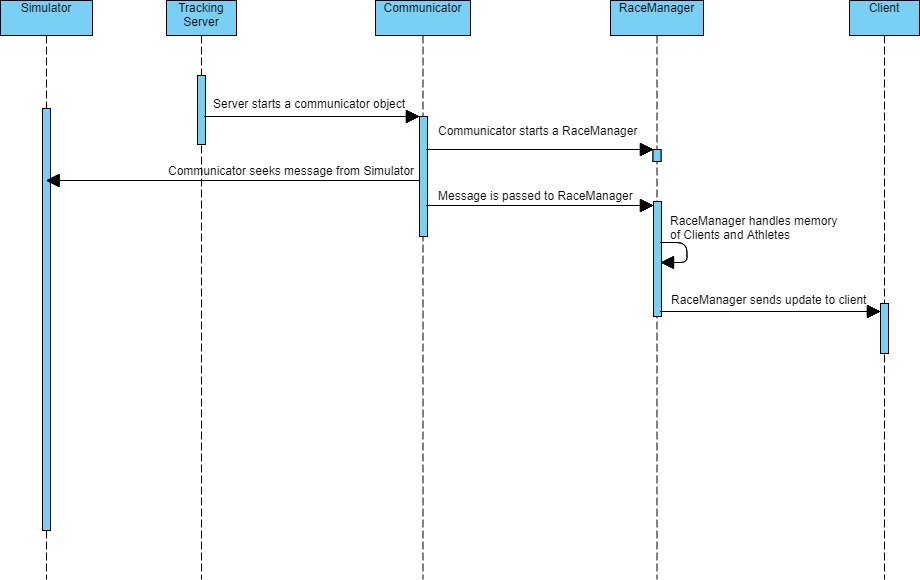 Simulator
Tracking
Server
Communicator
RaceManager
Client
Server starts a communicator object
Communicator starts a RaceManager
Communicator seeks message from Simulator
Message is passed to RaceManager
RaceManager handles memory
of Clients and Athletes
RaceManager sends update to client